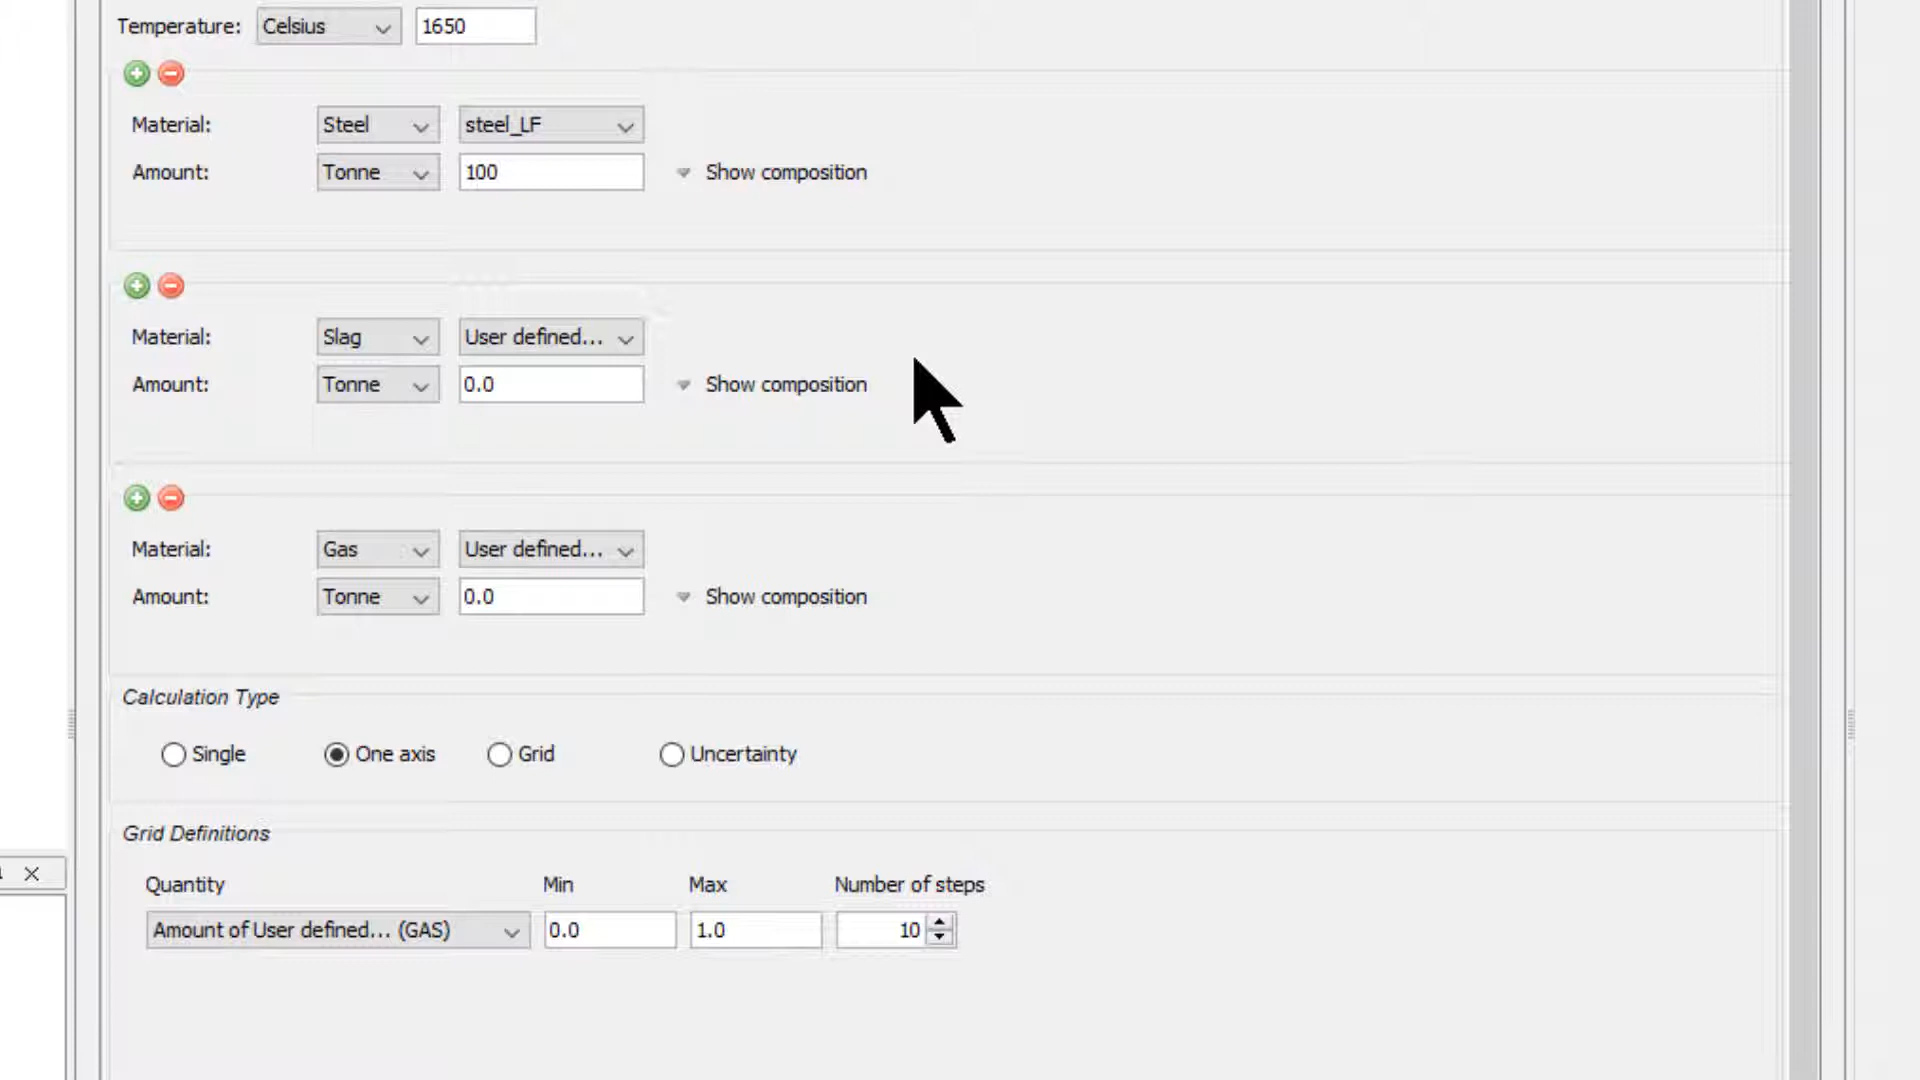 Temperature: Celsius 1650
Material: Steel steel_LF
Amount: Tonne 100 Show composition
Material: Slag User defined...
Amount: Tonne 0.0 Show composition
Material: Gas User defined...
Amount: Tonne 0.0 Show composition
Calculation Type
Single One axis Grid Uncertainty
Grid Definitions
Quantity Min Max Number of steps
Amount of User defined... (GAS) 0.0 1.0 10